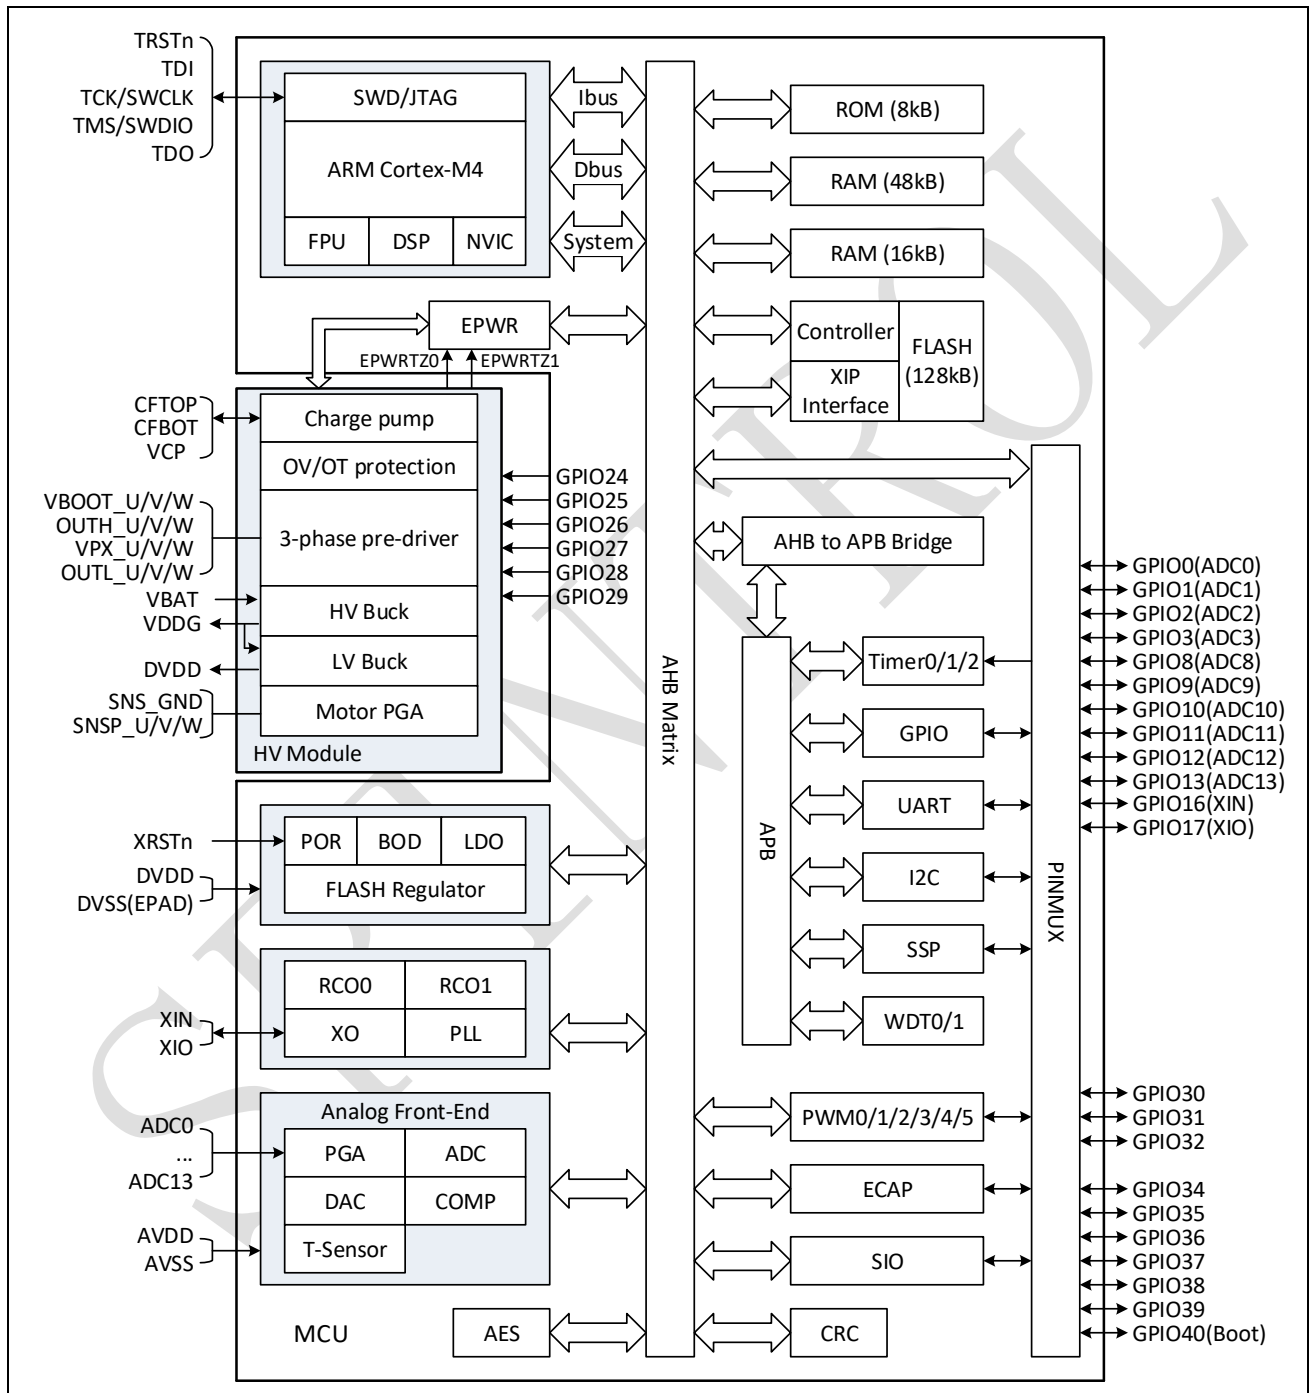 TRSTn
TDI
TCK/SWCLK
TMS/SWDIO
TDO
SWD/JTAG
ARM Cortex-M4
FPU
DSP
NVIC
Ibus
Dbus
System
ROM (8kB)
RAM (48kB)
RAM (16kB)
Controller
XIP
Interface
FLASH
(128kB)
EPWR
EPWRTZ0
EPWRTZ1
CFTOP
CFBOT
VCP
VBOOT_U/V/W
OUTH_U/V/W
VPX_U/V/W
OUTL_U/V/W
VBAT
VDDG
DVDD
SNS_GND
SNSP_U/V/W
Charge pump
OV/OT protection
3-phase pre-driver
HV Buck
LV Buck
Motor PGA
HV Module
GPIO24
GPIO25
GPIO26
GPIO27
GPIO28
GPIO29
AHB Matrix
AHB to APB Bridge
APB
Timer0/1/2
GPIO
UART
I2C
SSP
WDT0/1
PINMUX
GPIO0(ADC0)
GPIO1(ADC1)
GPIO2(ADC2)
GPIO3(ADC3)
GPIO8(ADC8)
GPIO9(ADC9)
GPIO10(ADC10)
GPIO11(ADC11)
GPIO12(ADC12)
GPIO13(ADC13)
GPIO16(XIN)
GPIO17(XIO)
XRSTn
DVDD
DVSS(EPAD)
POR
BOD
LDO
FLASH Regulator
XIN
XIO
RCO0
RCO1
XO
PLL
ADC0
...
ADC13
AVDD
AVSS
Analog Front-End
PGA
ADC
DAC
COMP
T-Sensor
PWM0/1/2/3/4/5
ECAP
SIO
CRC
AES
MCU
GPIO30
GPIO31
GPIO32
GPIO34
GPIO35
GPIO36
GPIO37
GPIO38
GPIO39
GPIO40(Boot)
SPINTROL